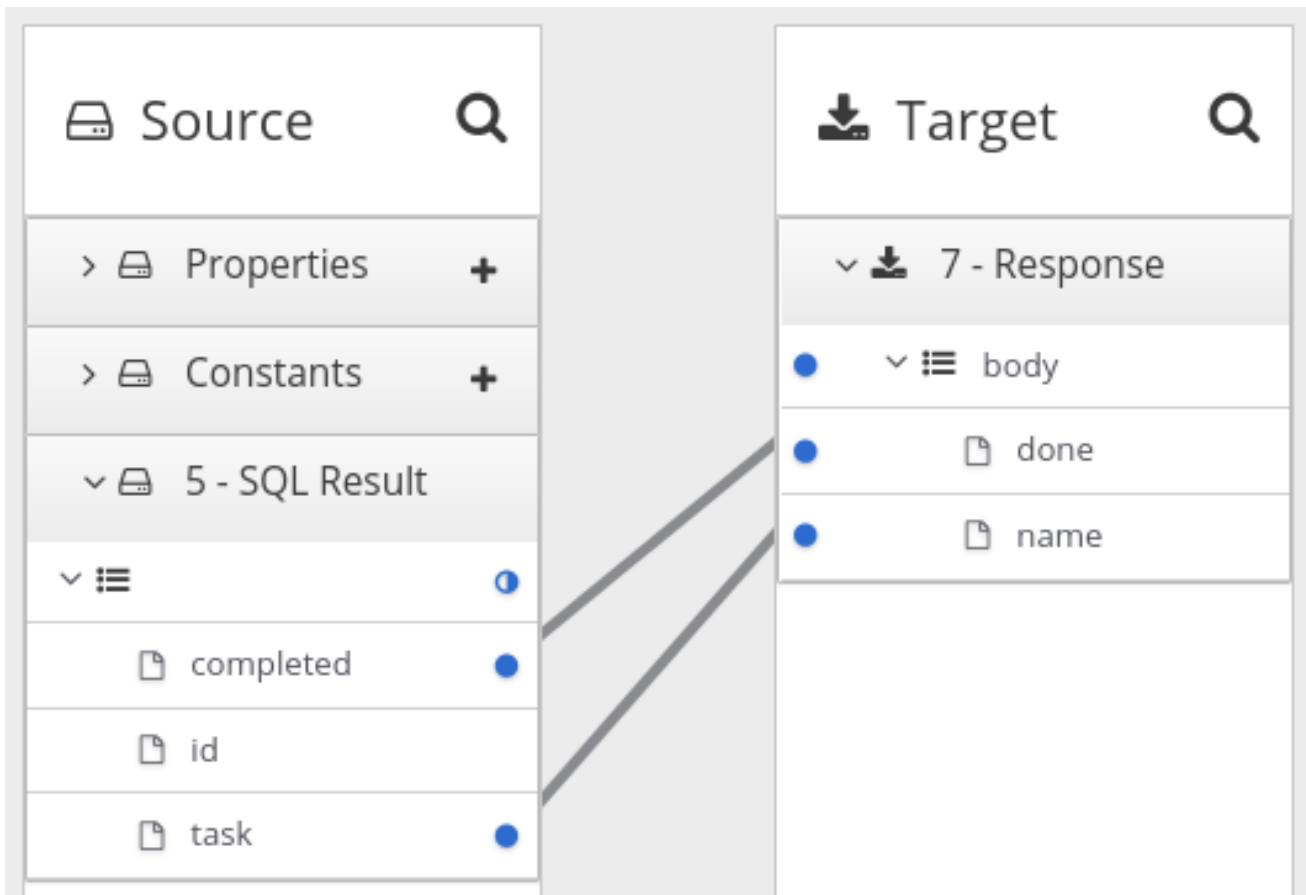 Source
Properties
Constants
5 - SQL Result
completed
id
task
Target
7 - Response
body
done
name